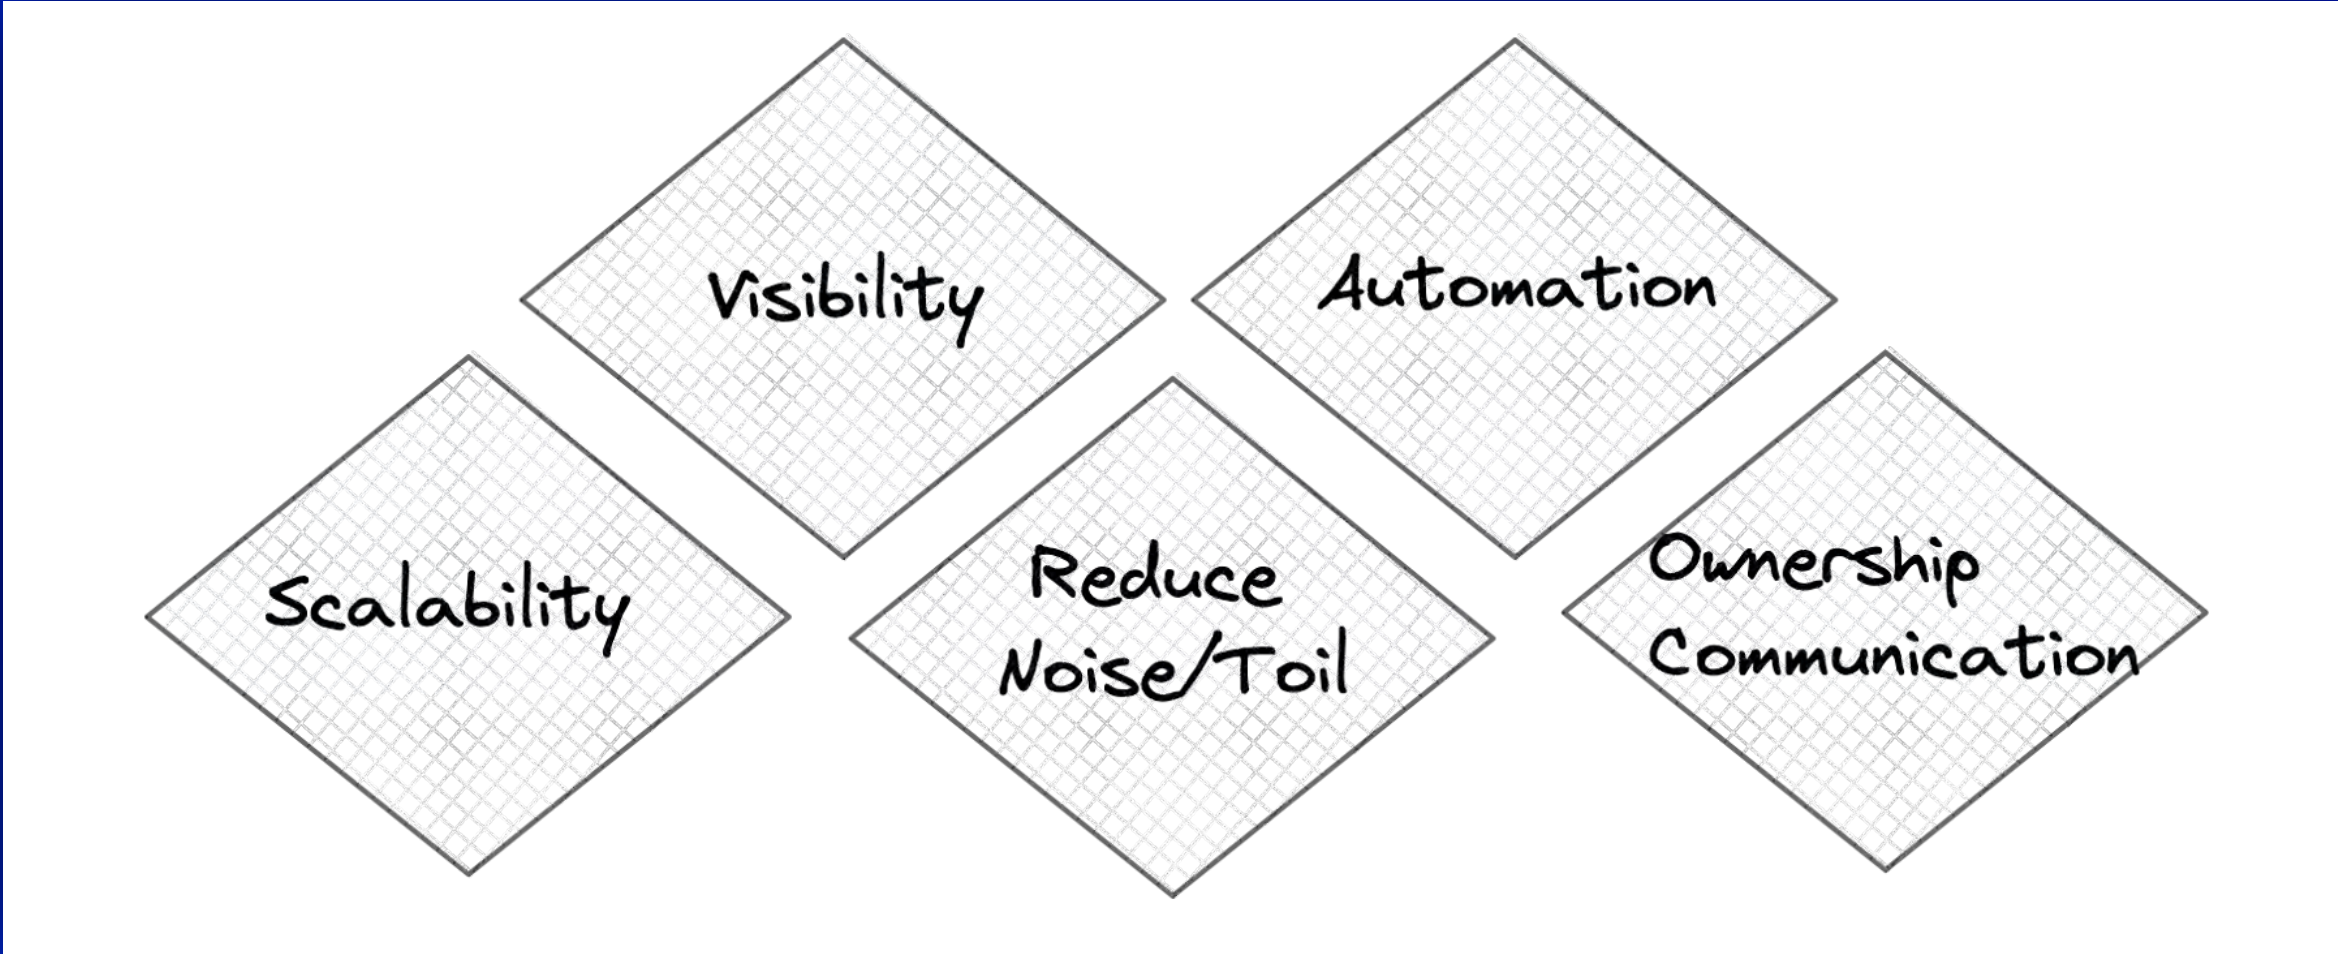 Visibility
Automation
Scalability
Reduce
Noise/Toil
Ownership
Communication